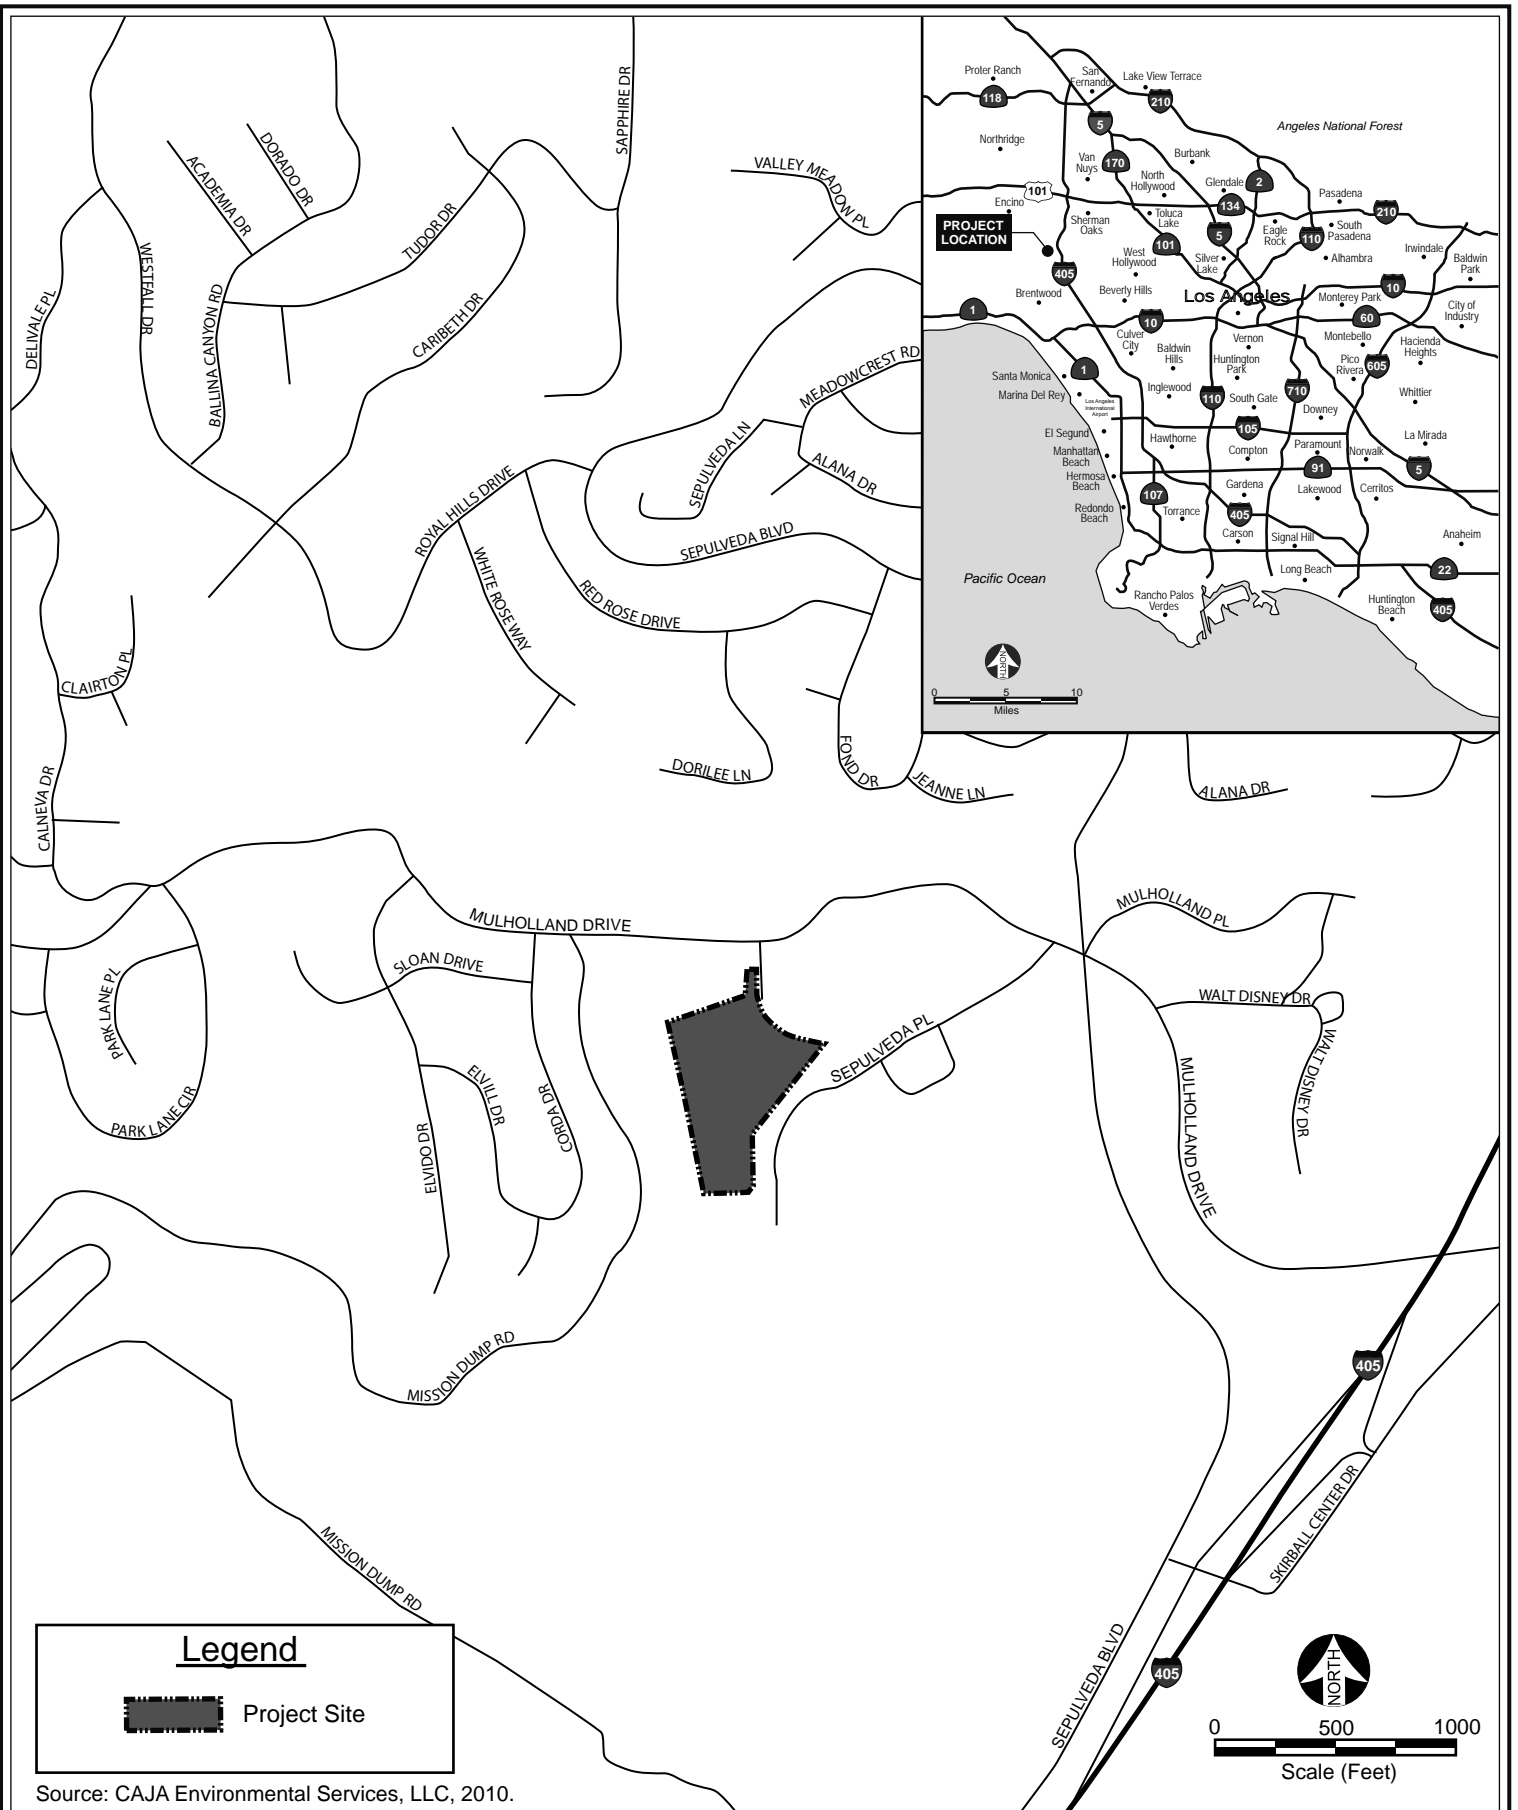 SAPPHIRE DR
DORADO DR
ACADEMIA DR
VALLEY MEADOW PL
TUDOR DR
WESTFALL DR
DELIVALE PL
BALLINA CANYON RD
CARIBETH DR
MEADOWCREST RD
SEPULVEDA LN
ALANA DR
ROYAL HILLS DRIVE
SEPULVEDA BLVD
WHITE ROSE WAY
RED ROSE DRIVE
CLAIRTON PL
CALNEVA DR
DORILEE LN
FOND DR
JEANNE LN
ALANA DR
MULHOLLAND DRIVE
MULHOLLAND PL
SLOAN DRIVE
PARK LANE PL
PARK LANE CIR
WALT DISNEY DR
WALT DISNEY DR
SEPULVEDA PL
ELVILL DR
CORDA DR
ELVIDO DR
MULHOLLAND DRIVE
MISSION DUMP RD
MISSION DUMP RD
405
SKIRBALL CENTER DR
SEPULVEDA BLVD
405
Proter Ranch
San
Fernando
Lake View Terrace
118
210
5
Angeles National Forest
Northridge
Van
Nuys
170
Burbank
North
Hollywood
Glendale
2
Pasadena
101
Encino
134
210
Sherman
Oaks
Toluca
Lake
PROJECT
LOCATION
101
5
Eagle
Rock
110
South
Pasadena
Irwindale
West
Hollywood
Silver
Lake
Alhambra
Baldwin
Park
405
Brentwood
Beverly Hills
Los Angeles
Monterey Park
10
City of
Industry
1
10
60
Culver
City
Baldwin
Hills
Vernon
Montebello
Hacienda
Heights
Huntington
Park
Pico
Rivera
605
Santa Monica
1
Marina Del Rey
Los Angeles
International
Airport
Inglewood
110
South Gate
710
Whittier
Downey
El Segund
Hawthorne
105
La Mirada
Manhattan
Beach
Compton
Paramount
Norwalk
91
5
Hermosa
Beach
Gardena
Lakewood
Cerritos
107
Redondo
Beach
Torrance
405
Carson
Signal Hill
Anaheim
Pacific Ocean
Long Beach
22
Rancho Palos
Verdes
Huntington
Beach
405
NORTH
0 5 10
Miles
Legend
Project Site
NORTH
0 500 1000
Scale (Feet)
Source: CAJA Environmental Services, LLC, 2010.